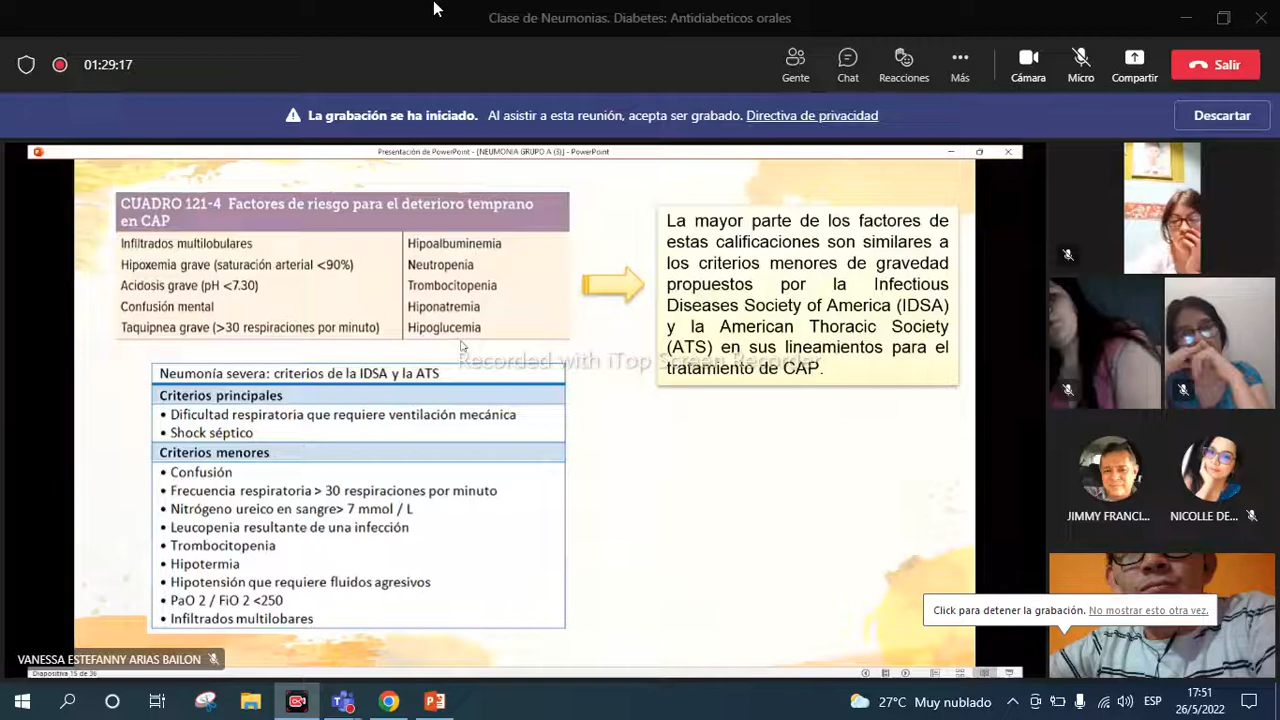 Clase de Neumonias. Diabetes: Antidiabeticos orales
01:29:17
Gente
Chat
Reacciones
Más
Cámara
Micro
Compartir
Salir
La grabación se ha iniciado. Al asistir a esta reunión, acepta ser grabado. Directiva de privacidad
Descartar
Presentación de PowerPoint - [NEUMONIA GRUPO A (3)] - PowerPoint
CUADRO 121-4 Factores de riesgo para el deterioro temprano
en CAP
Infiltrados multilobulares
Hipoalbuminemia
Hipoxemia grave (saturación arterial <90%)
Neutropenia
Acidosis grave (pH <7.30)
Trombocitopenia
Confusión mental
Hiponatremia
Taquipnea grave (>30 respiraciones por minuto)
Hipoglucemia
La mayor parte de los factores de
estas calificaciones son similares a
los criterios menores de gravedad
propuestos por la Infectious
Diseases Society of America (IDSA)
y la American Thoracic Society
(ATS) en sus lineamientos para el
tratamiento de CAP.
Recorded with iTop Screen Recorder
Neumonía severa: criterios de la IDSA y la ATS
Criterios principales
• Dificultad respiratoria que requiere ventilación mecánica
• Shock séptico
Criterios menores
• Confusión
• Frecuencia respiratoria > 30 respiraciones por minuto
• Nitrógeno ureico en sangre> 7 mmol / L
• Leucopenia resultante de una infección
• Trombocitopenia
• Hipotermia
• Hipotensión que requiere fluidos agresivos
• PaO 2 / FiO 2 <250
• Infiltrados multilobares
JIMMY FRANCI...
NICOLLE DE...
Click para detener la grabación. No mostrar esto otra vez.
VANESSA ESTEFANNY ARIAS BAILON
Diapositiva 15 de 36
27°C Muy nublado
ESP
17:51
26/5/2022